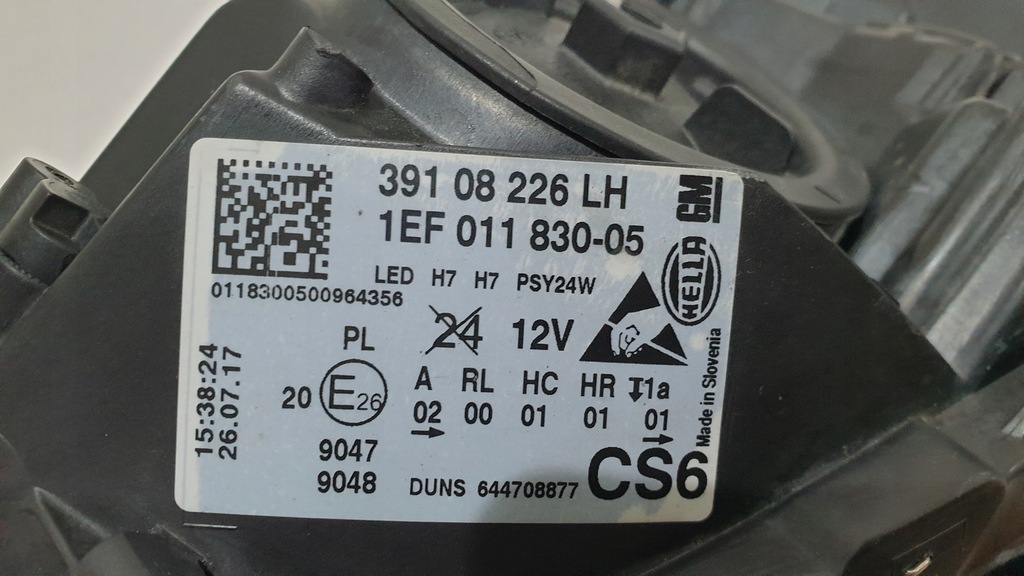 391 08 226 LH
GM
1EF 011 830-05
LED H7 H7 PSY24W
HELLA
0118300500964356
PL 24 12V
15:38:24
26.07.17
A RL HC HR 1a
20 E26 02 00 01 01 01
Made in Slovenia
9047
9048
DUNS 644708877
CS6